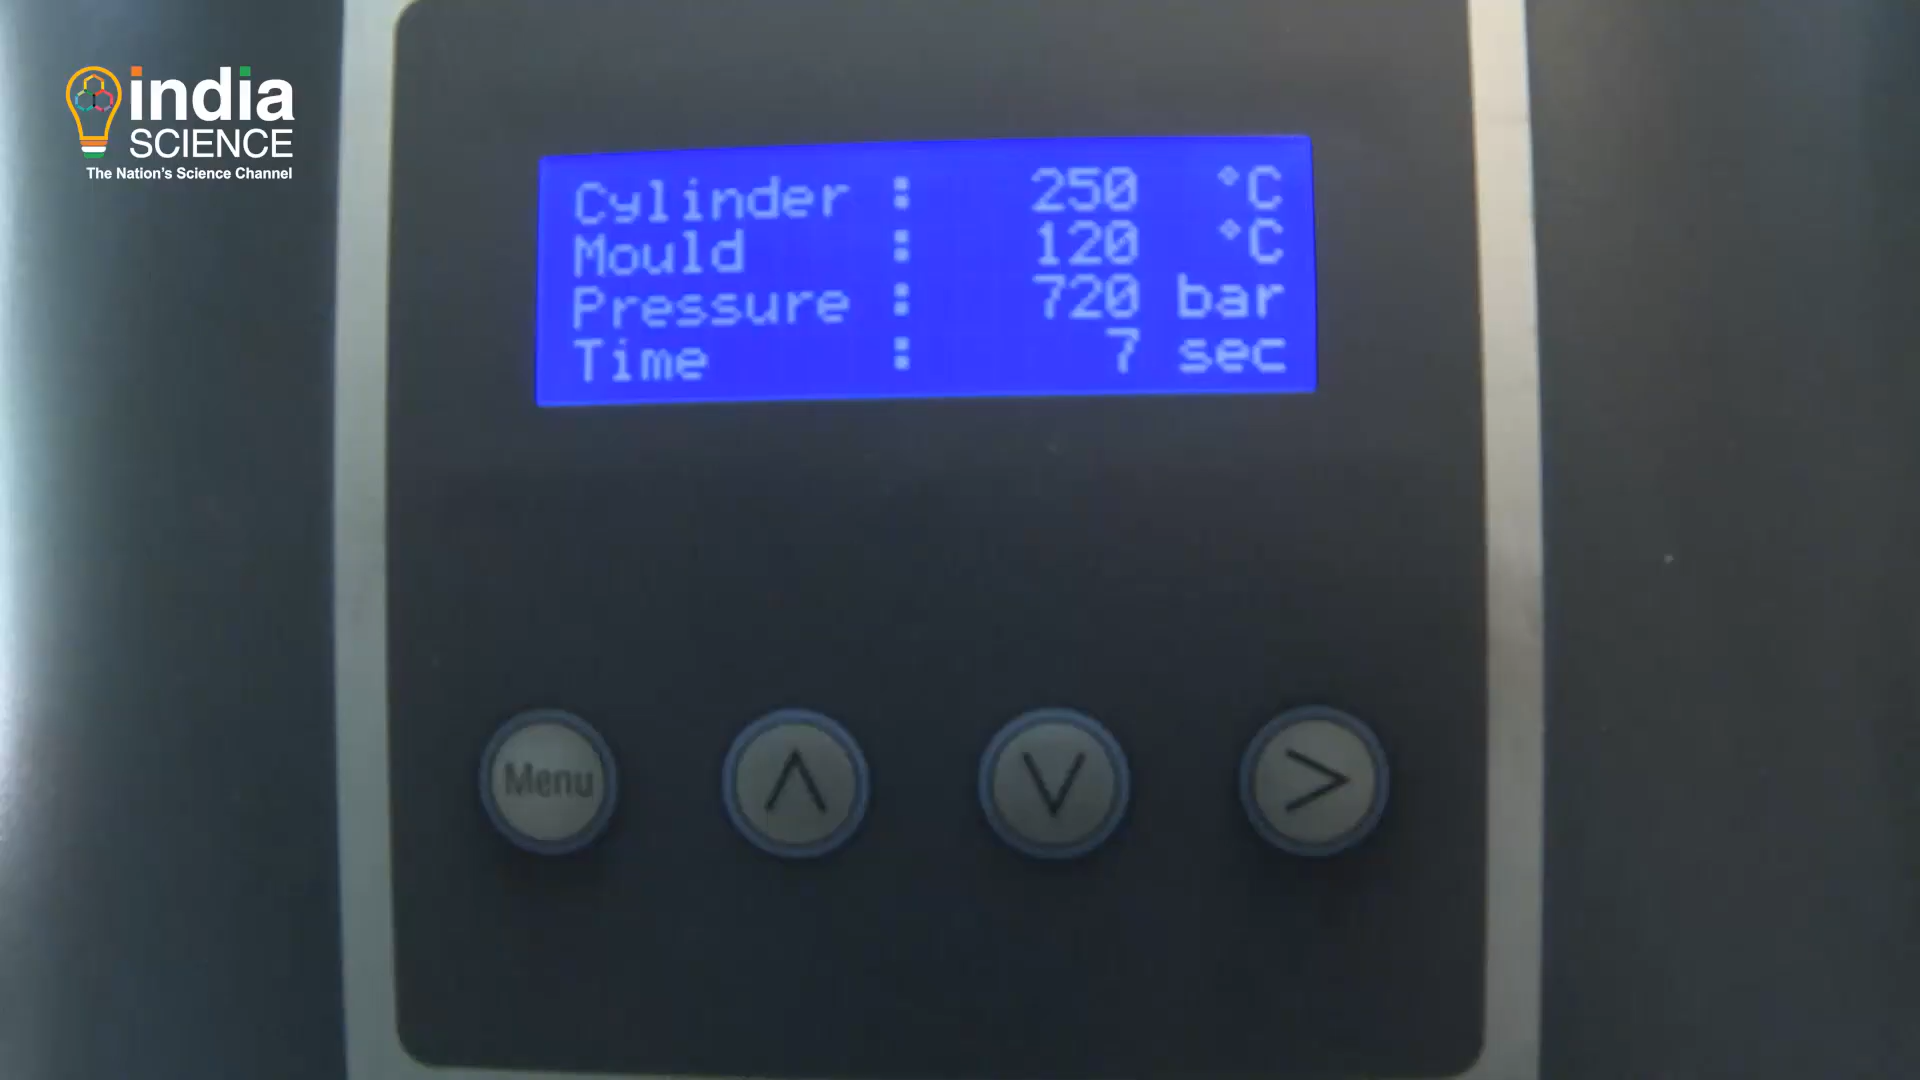 india
SCIENCE
The Nation's Science Channel
Cylinder : 250 °C
Mould : 120 °C
Pressure : 720 bar
Time : 7 sec
Menu